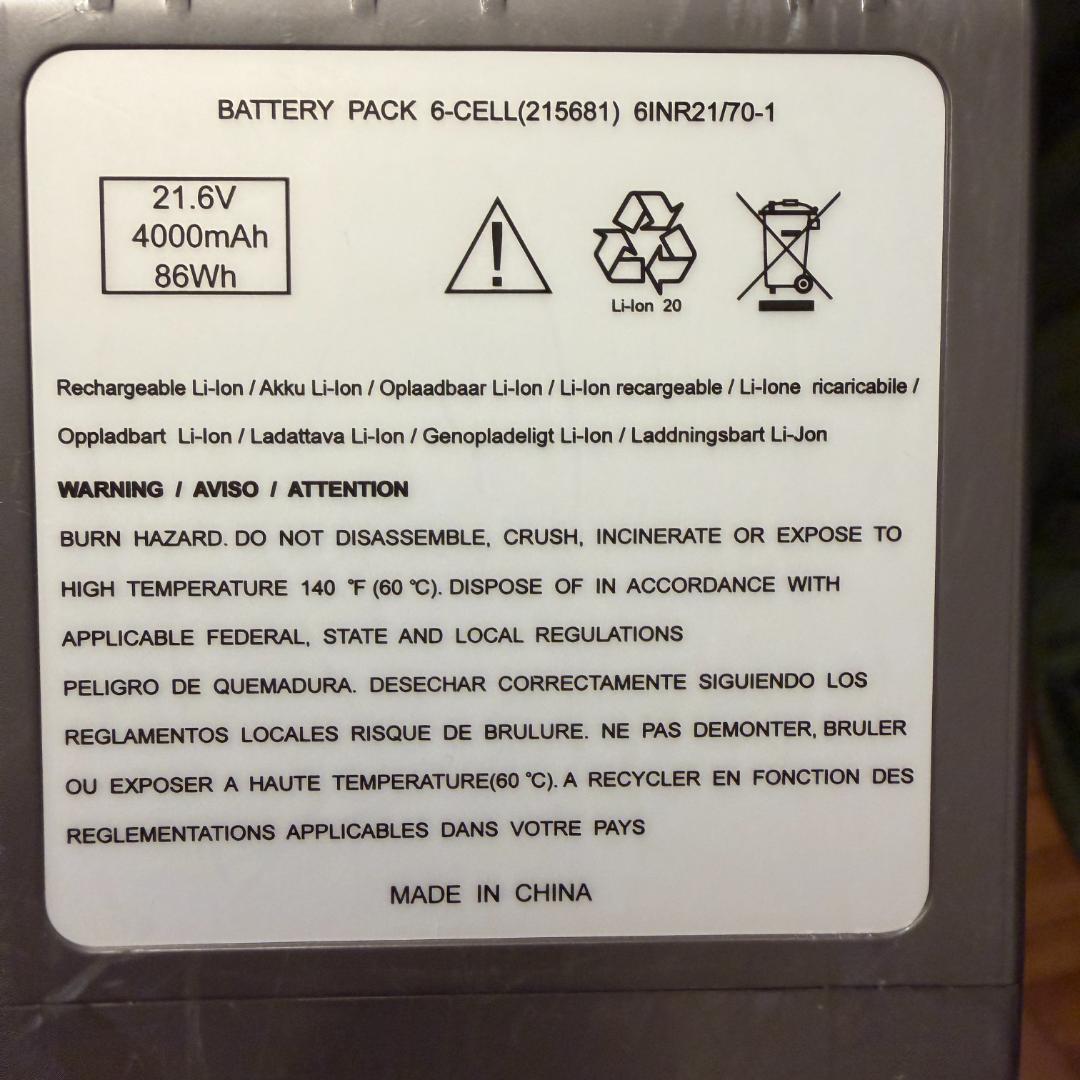 BATTERY PACK 6-CELL(215681) 6INR21/70-1
21.6V
4000mAh
86Wh
Li-Ion 20
Rechargeable Li-Ion / Akku Li-Ion / Oplaadbaar Li-Ion / Li-Ion recargeable / Li-Ione ricaricabile /
Oppladbart Li-Ion / Ladattava Li-Ion / Genopladeligt Li-Ion / Laddningsbart Li-Jon
WARNING / AVISO / ATTENTION
BURN HAZARD. DO NOT DISASSEMBLE, CRUSH, INCINERATE OR EXPOSE TO
HIGH TEMPERATURE 140 ℉ (60 ℃). DISPOSE OF IN ACCORDANCE WITH
APPLICABLE FEDERAL, STATE AND LOCAL REGULATIONS
PELIGRO DE QUEMADURA. DESECHAR CORRECTAMENTE SIGUIENDO LOS
REGLAMENTOS LOCALES RISQUE DE BRULURE. NE PAS DEMONTER, BRULER
OU EXPOSER A HAUTE TEMPERATURE(60 ℃). A RECYCLER EN FONCTION DES
REGLEMENTATIONS APPLICABLES DANS VOTRE PAYS
MADE IN CHINA